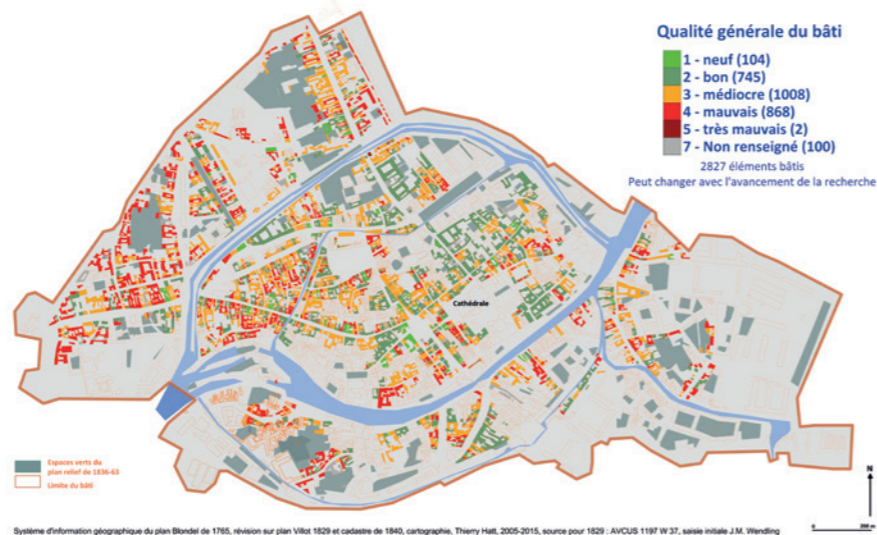 Qualité générale du bâti
1 - neuf (104)
2 - bon (745)
3 - médiocre (1008)
4 - mauvais (868)
5 - très mauvais (2)
7 - Non renseigné (100)
2827 éléments bâtis
Peut changer avec l'avancement de la recherche
Cathédrale
Espaces verts du
plan relief de 1836-63
Limite du bâti
N
200 m
0
Système d'information géographique du plan Blondel de 1765, révision sur plan Villot 1829 et cadastre de 1840, cartographie, Thierry Hatt, 2005-2015, source pour 1829 : AVCUS 1197 W 37, saisie initiale J.M. Wendling